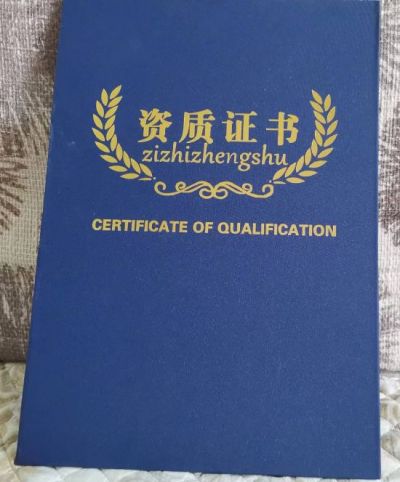 资质证书
zizhizhengshu
CERTIFICATE OF QUALIFICATION